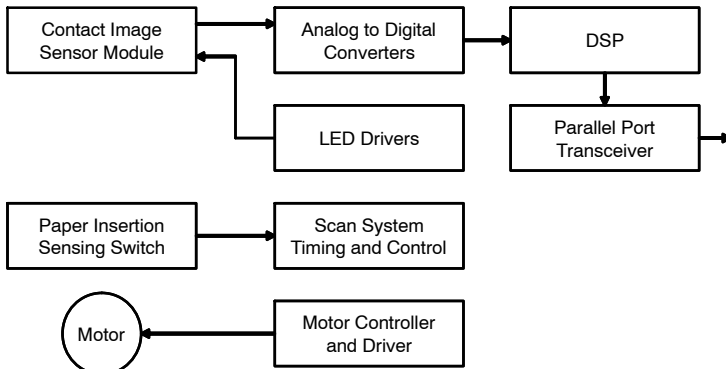 Contact Image
Sensor Module
Analog to Digital
Converters
DSP
LED Drivers
Parallel Port
Transceiver
Paper Insertion
Sensing Switch
Scan System
Timing and Control
Motor
Motor Controller
and Driver